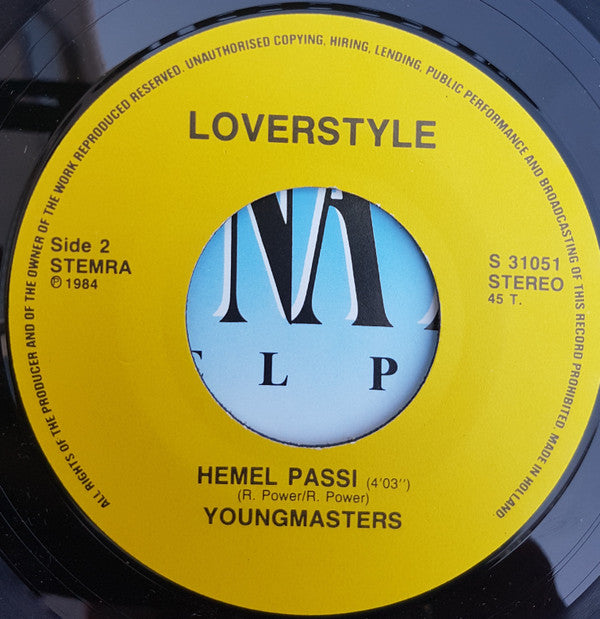 ALL RIGHTS OF THE PRODUCER AND OF THE OWNER OF THE WORK REPRODUCED RESERVED. UNAUTHORISED COPYING, HIRING, LENDING, PUBLIC PERFORMANCE AND BROADCASTING OF THIS RECORD PROHIBITED. MADE IN HOLLAND.
LOVERSTYLE
Side 2
STEMRA
℗ 1984
S 31051
STEREO
45 T.
NA
L P
HEMEL PASSI (4'03")
(R. Power/R. Power)
YOUNGMASTERS